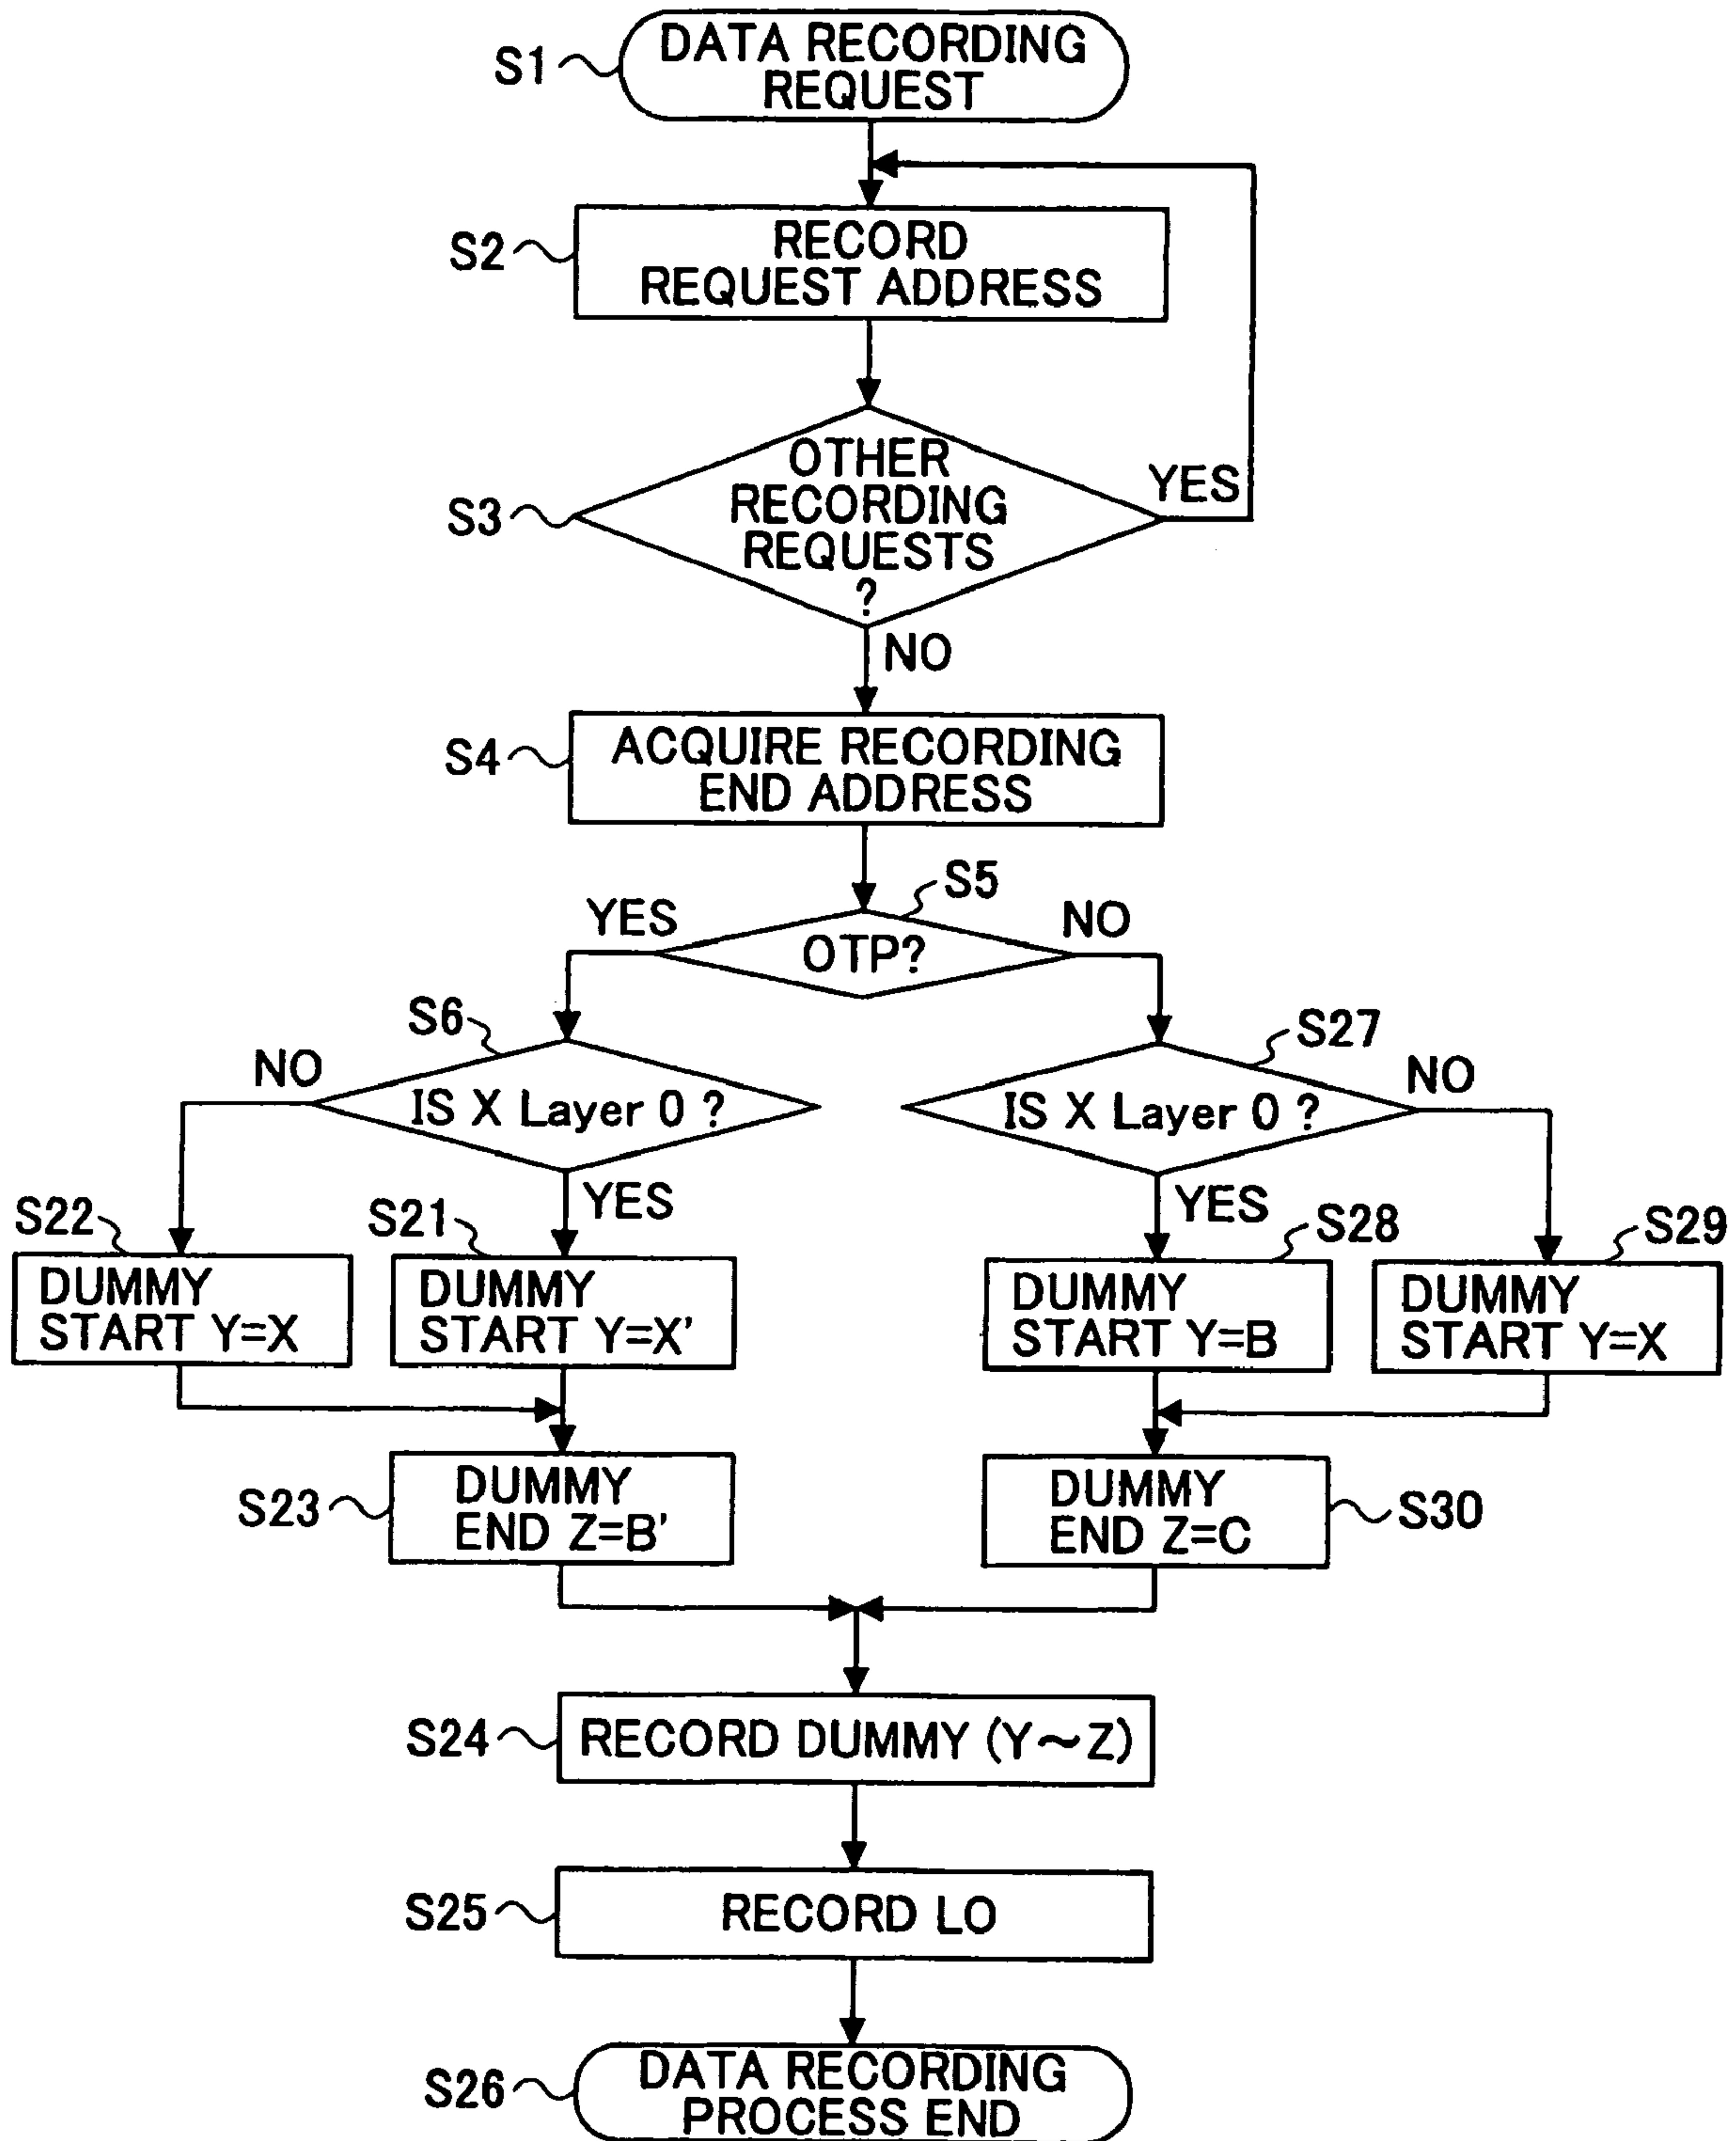 S1
DATA RECORDING
REQUEST
S2
RECORD
REQUEST ADDRESS
S3
OTHER
RECORDING
REQUESTS
?
YES
NO
S4
ACQUIRE RECORDING
END ADDRESS
S5
YES
OTP?
NO
S6
NO
IS X Layer 0 ?
YES
S27
IS X Layer 0 ?
NO
YES
S22
DUMMY
START Y=X
S21
DUMMY
START Y=X'
S28
DUMMY
START Y=B
S29
DUMMY
START Y=X
S23
DUMMY
END Z=B'
DUMMY
END Z=C
S30
S24
RECORD DUMMY (Y~Z)
S25
RECORD LO
S26
DATA RECORDING
PROCESS END